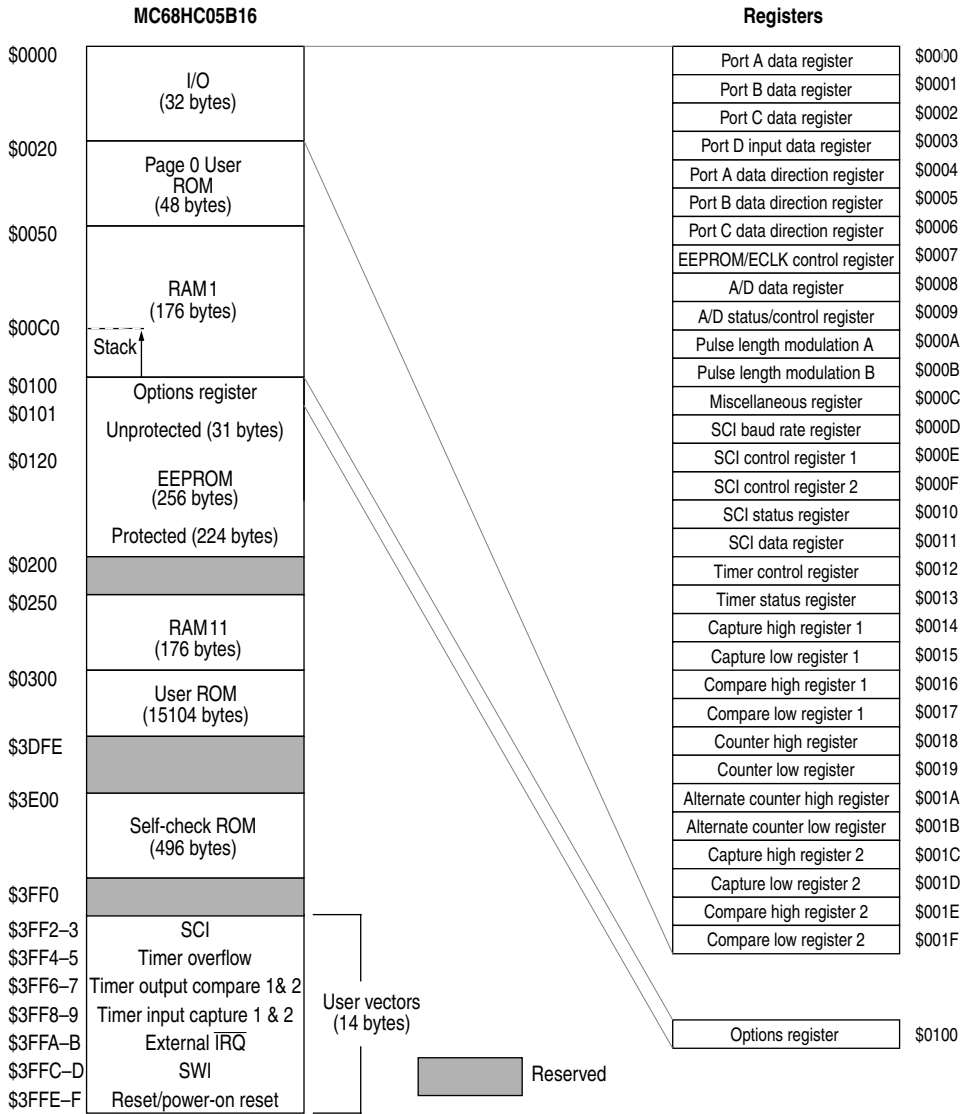 MC68HC05B16
$0000
I/O
(32 bytes)
$0020
Page 0 User
ROM
(48 bytes)
$0050
RAM1
(176 bytes)
$00C0
Stack
$0100
Options register
$0101
Unprotected (31 bytes)
$0120
EEPROM
(256 bytes)
Protected (224 bytes)
$0200
$0250
RAM11
(176 bytes)
$0300
User ROM
(15104 bytes)
$3DFE
$3E00
Self-check ROM
(496 bytes)
$3FF0
$3FF2–3 SCI
$3FF4–5 Timer overflow
$3FF6–7 Timer output compare 1& 2
$3FF8–9 Timer input capture 1 & 2
$3FFA–B External IRQ
$3FFC–D SWI
$3FFE–F Reset/power-on reset
User vectors
(14 bytes)
Reserved
Registers
Port A data register $0000
Port B data register $0001
Port C data register $0002
Port D input data register $0003
Port A data direction register $0004
Port B data direction register $0005
Port C data direction register $0006
EEPROM/ECLK control register $0007
A/D data register $0008
A/D status/control register $0009
Pulse length modulation A $000A
Pulse length modulation B $000B
Miscellaneous register $000C
SCI baud rate register $000D
SCI control register 1 $000E
SCI control register 2 $000F
SCI status register $0010
SCI data register $0011
Timer control register $0012
Timer status register $0013
Capture high register 1 $0014
Capture low register 1 $0015
Compare high register 1 $0016
Compare low register 1 $0017
Counter high register $0018
Counter low register $0019
Alternate counter high register $001A
Alternate counter low register $001B
Capture high register 2 $001C
Capture low register 2 $001D
Compare high register 2 $001E
Compare low register 2 $001F
Options register $0100